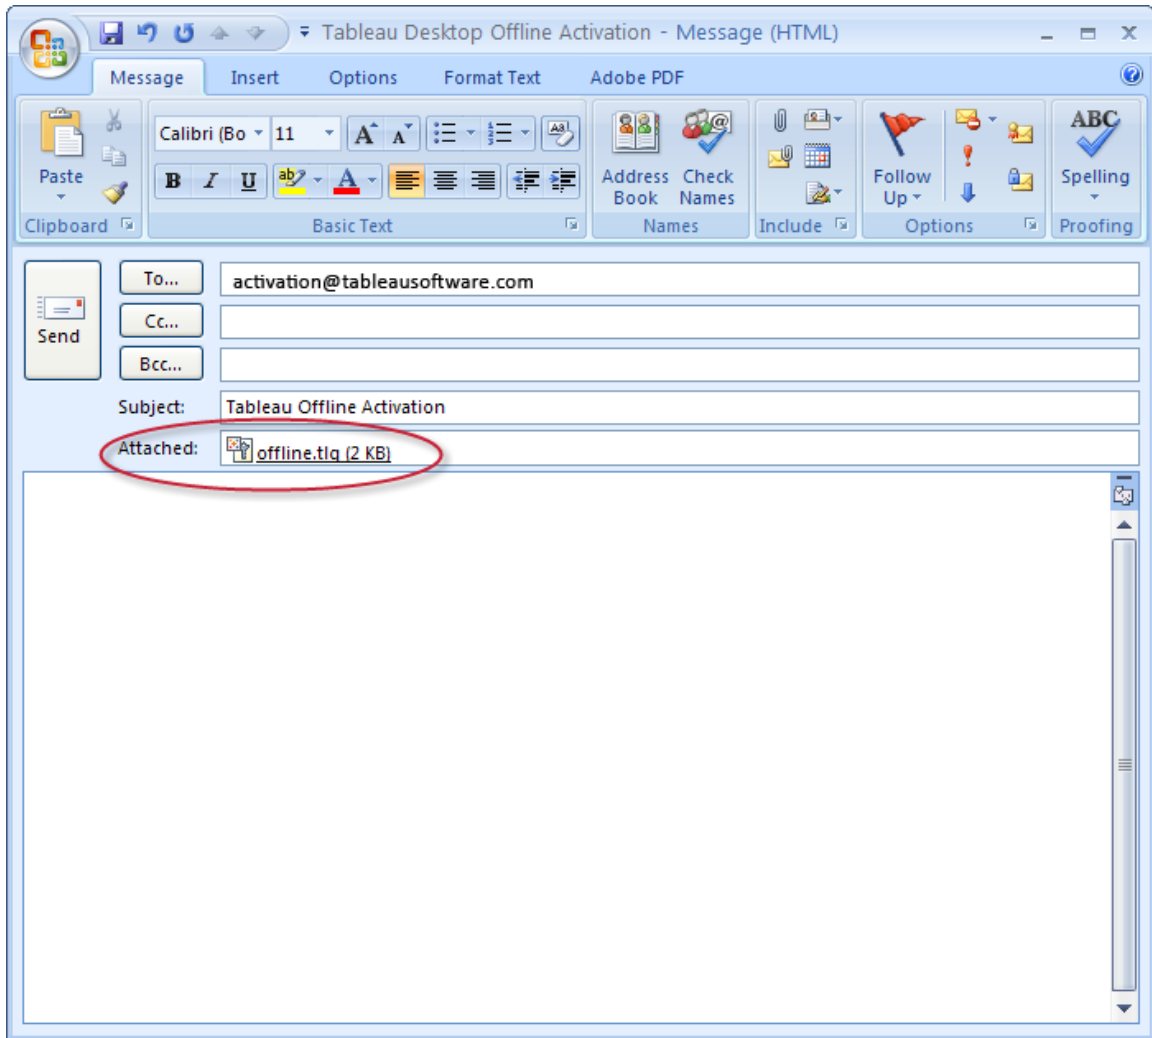 Tableau Desktop Offline Activation - Message (HTML)
Message Insert Options Format Text Adobe PDF
Calibri (Bo 11
ABC
Paste
B I U ab A
Address Book
Check Names
Follow Up
Spelling
Clipboard Basic Text Names Include Options Proofing
To... activation@tableausoftware.com
Send
Cc...
Bcc...
Subject: Tableau Offline Activation
Attached: offline.tlq (2 KB)